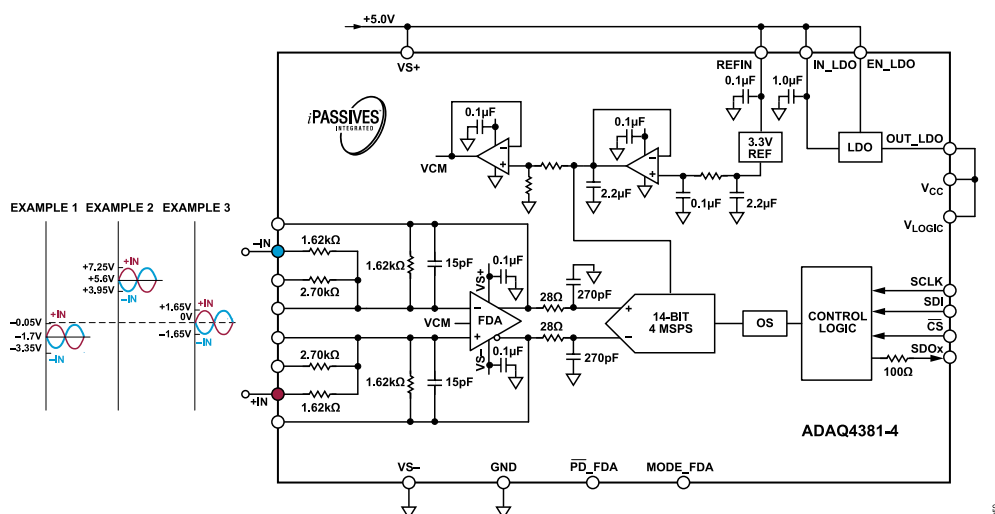 +5.0V
VS+
REFIN
IN_LDO
EN_LDO
0.1µF
1.0µF
iPASSIVES™
INTEGRATED
0.1µF
0.1µF
3.3V
REF
LDO
OUT_LDO
VCM
2.2µF
0.1µF
2.2µF
VCC
VLOGIC
EXAMPLE 1
EXAMPLE 2
EXAMPLE 3
–IN
1.62kΩ
1.62kΩ
15pF
2.70kΩ
VS+
0.1µF
270pF
28Ω
+7.25V
+5.6V
+3.95V
+IN
–IN
+1.65V
0V
–1.65V
+IN
–IN
–0.05V
–1.7V
–3.35V
+IN
–IN
VCM
FDA
–
+
28Ω
270pF
–
+
14-BIT
4 MSPS
OS
CONTROL
LOGIC
SCLK
SDI
CS
SDOx
100Ω
VS–
0.1µF
2.70kΩ
1.62kΩ
15pF
+IN
1.62kΩ
ADAQ4381-4
VS–
GND
PD_FDA
MODE_FDA